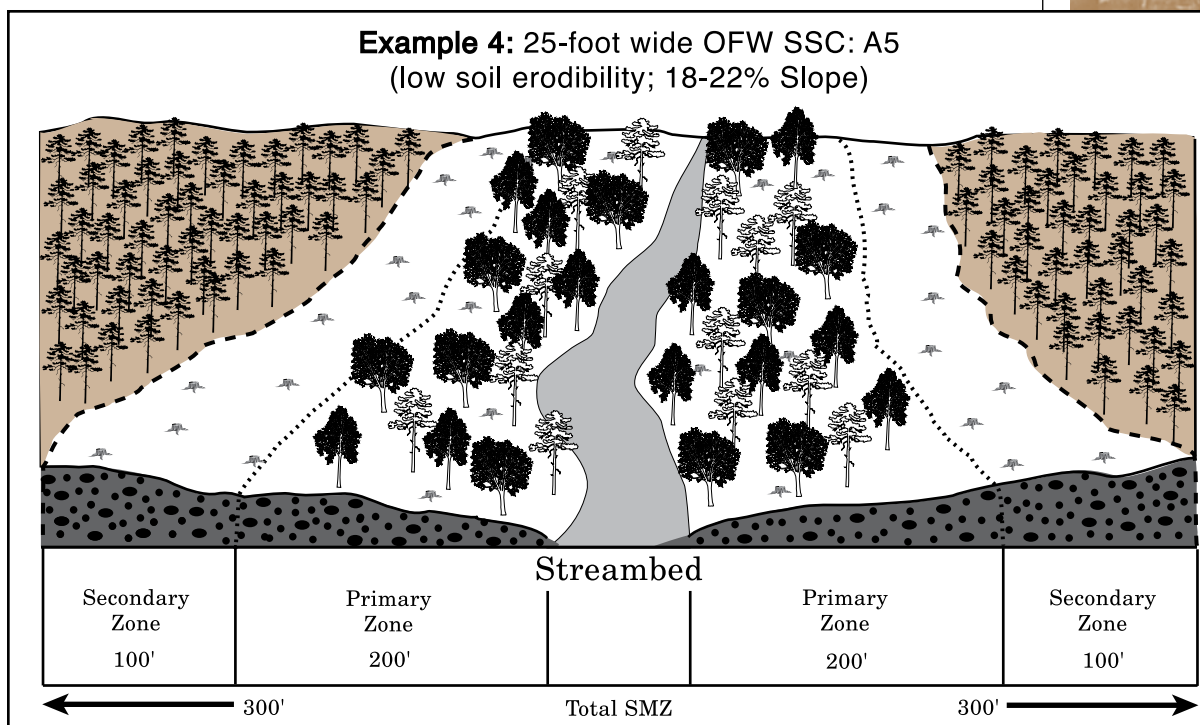 Example 4: 25-foot wide OFW SSC: A5
(low soil erodibility; 18-22% Slope)
Streambed
Secondary
Zone
100'
Primary
Zone
200'
Primary
Zone
200'
Secondary
Zone
100'
300' Total SMZ 300'